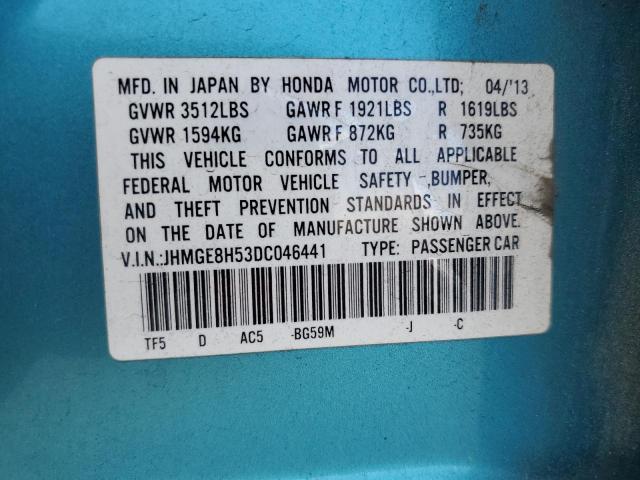 MFD. IN JAPAN BY HONDA MOTOR CO.,LTD; 04/'13
GVWR 3512LBS GAWR F 1921LBS R 1619LBS
GVWR 1594KG GAWR F 872KG R 735KG
THIS VEHICLE CONFORMS TO ALL APPLICABLE
FEDERAL MOTOR VEHICLE SAFETY -,BUMPER,
AND THEFT PREVENTION STANDARDS IN EFFECT
ON THE DATE OF MANUFACTURE SHOWN ABOVE.
V.I.N.:JHMGE8H53DC046441 TYPE: PASSENGER CAR
TF5 D AC5 -BG59M -J -C